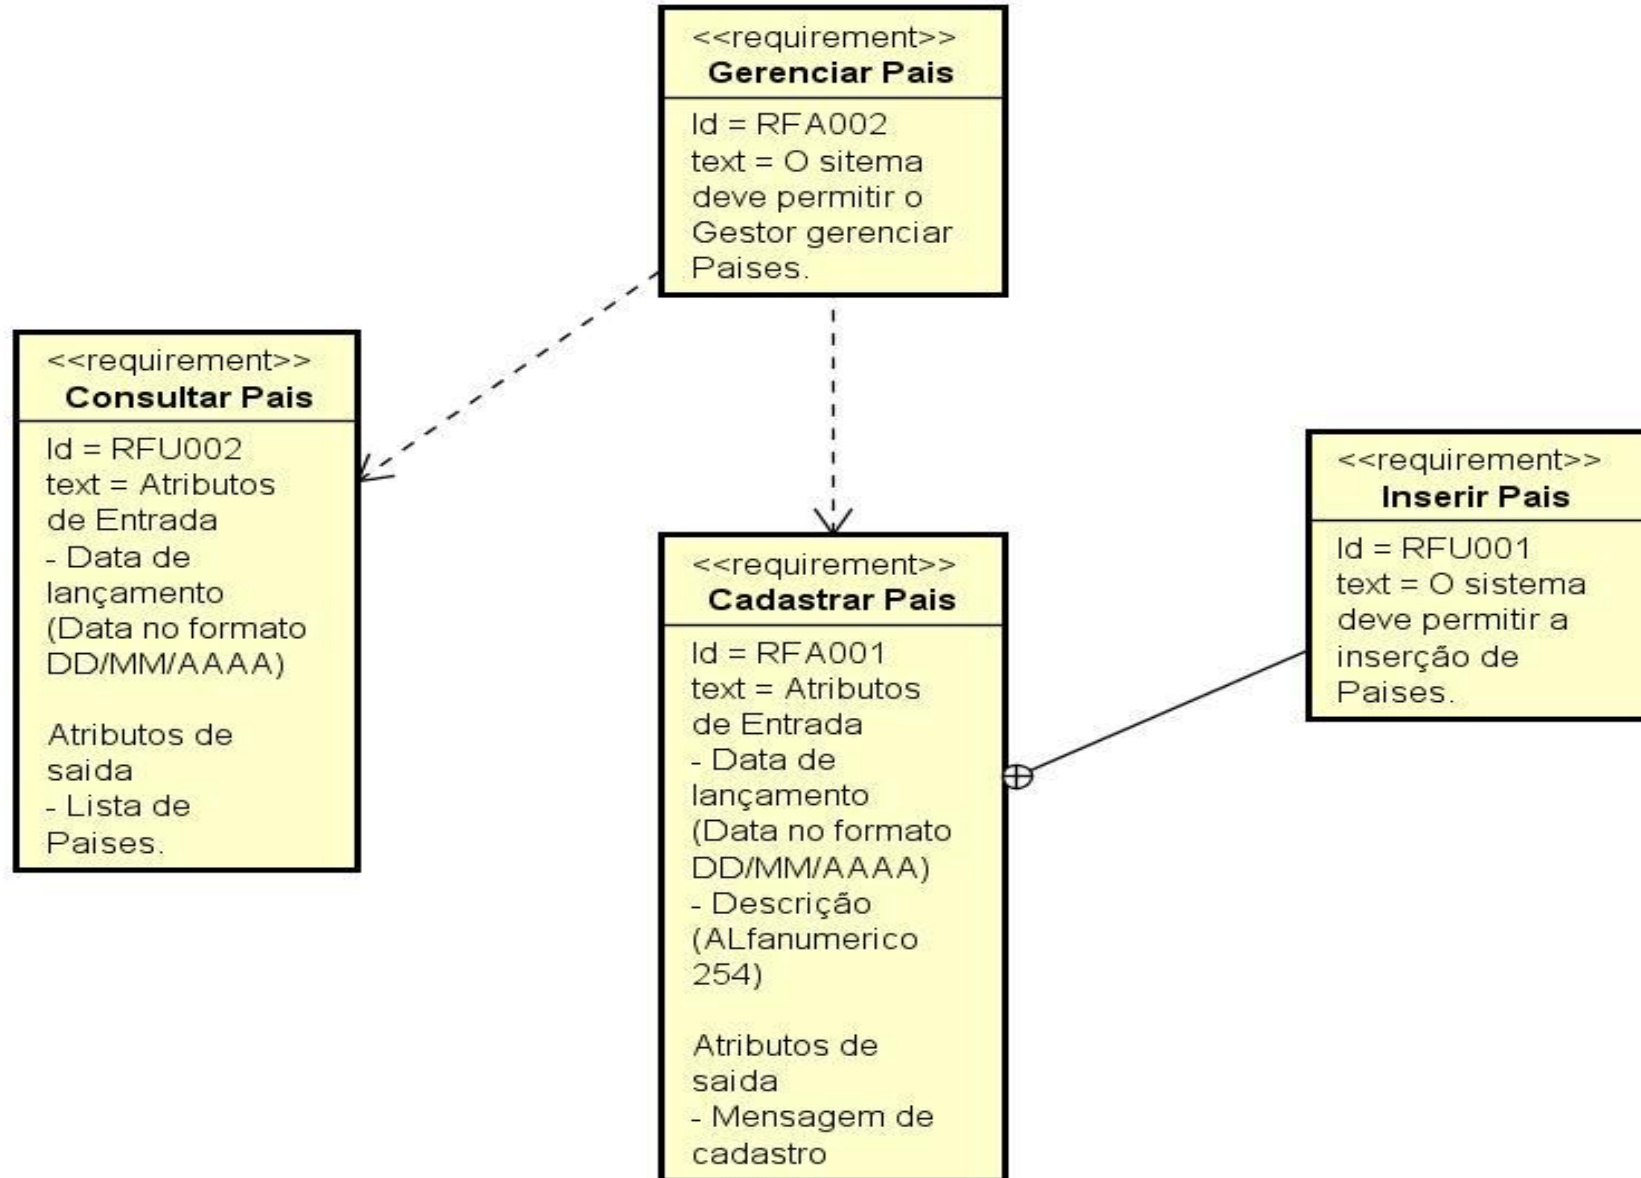 <<requirement>>
Gerenciar Pais
Id = RFA002
text = O sitema
deve permitir o
Gestor gerenciar
Paises.
<<requirement>>
Consultar Pais
Id = RFU002
text = Atributos
de Entrada
- Data de
lançamento
(Data no formato
DD/MM/AAAA)
Atributos de
saida
- Lista de
Paises.
<<requirement>>
Cadastrar Pais
Id = RFA001
text = Atributos
de Entrada
- Data de
lançamento
(Data no formato
DD/MM/AAAA)
- Descrição
(ALfanumerico
254)
Atributos de
saida
- Mensagem de
cadastro
<<requirement>>
Inserir Pais
Id = RFU001
text = O sistema
deve permitir a
inserção de
Paises.